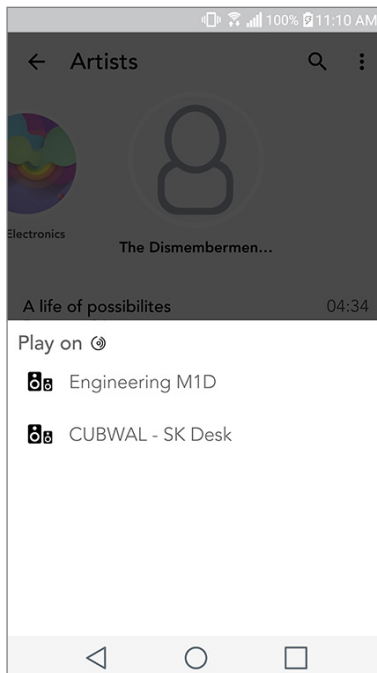 100% 11:10 AM
Artists
Electronics
The Dismembermen...
A life of possibilites 04:34
Play on
Engineering M1D
CUBWAL - SK Desk